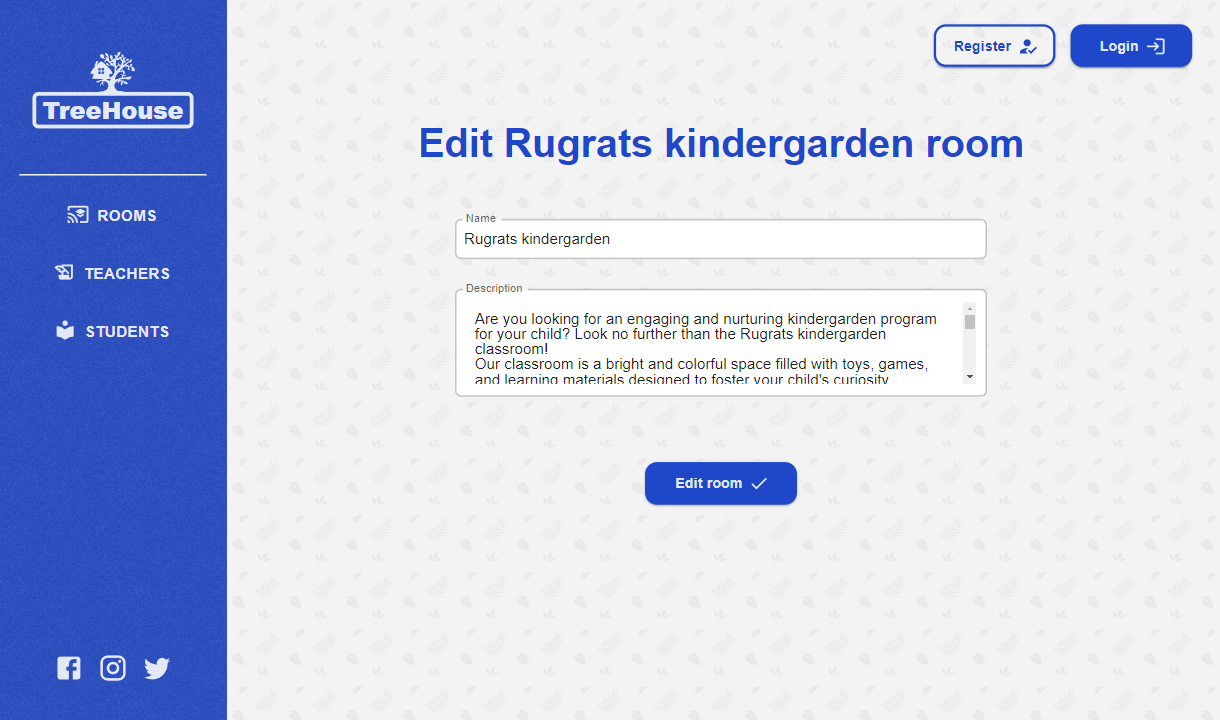 TreeHouse
ROOMS
TEACHERS
STUDENTS
Register
Login
Edit Rugrats kindergarden room
Name
Rugrats kindergarden
Description
Are you looking for an engaging and nurturing kindergarden program
for your child? Look no further than the Rugrats kindergarden
classroom!
Our classroom is a bright and colorful space filled with toys, games,
and learning materials designed to foster your child's curiosity
Edit room